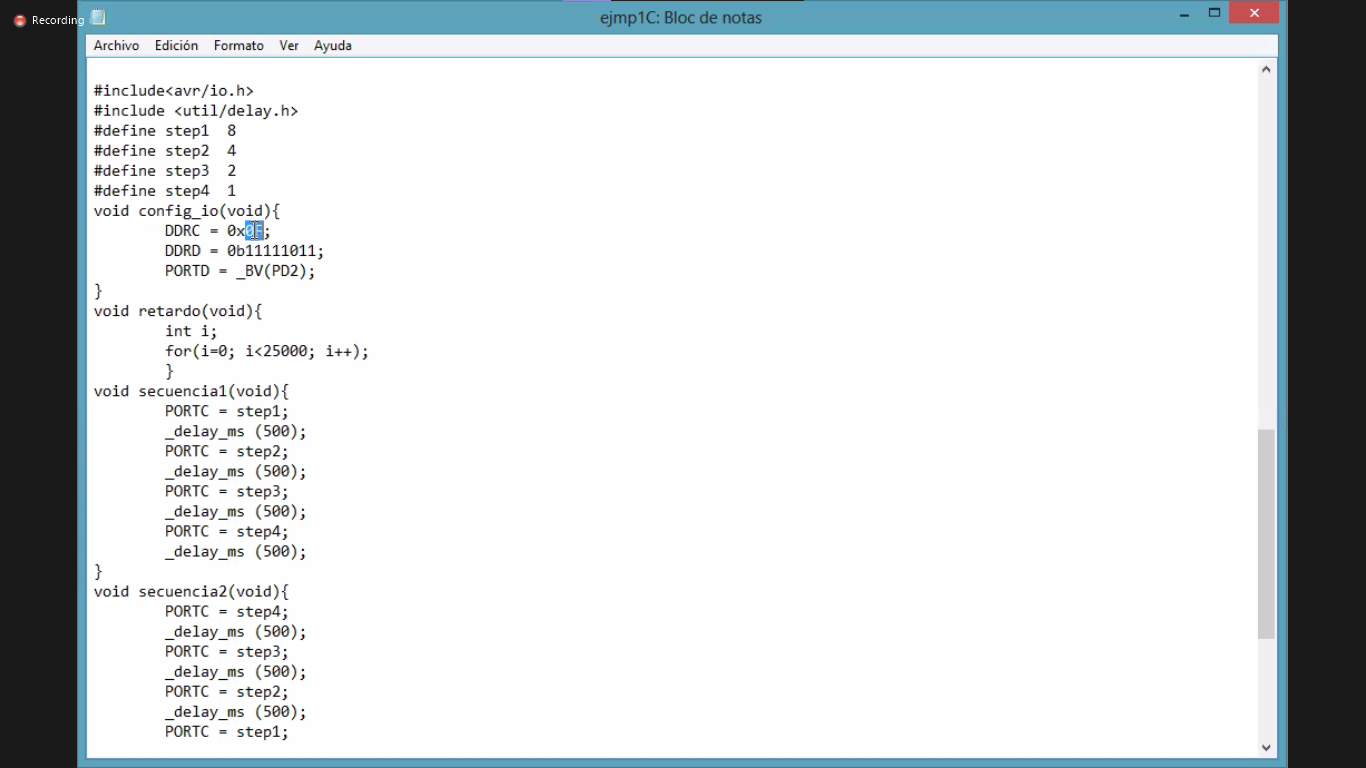 Recording
ejmp1C: Bloc de notas
Archivo Edición Formato Ver Ayuda
#include<avr/io.h>
#include <util/delay.h>
#define step1  8
#define step2  4
#define step3  2
#define step4  1
void config_io(void){
        DDRC = 0x0F;
        DDRD = 0b11111011;
        PORTD = _BV(PD2);
}
void retardo(void){
        int i;
        for(i=0; i<25000; i++);
        }
void secuencia1(void){
        PORTC = step1;
        _delay_ms (500);
        PORTC = step2;
        _delay_ms (500);
        PORTC = step3;
        _delay_ms (500);
        PORTC = step4;
        _delay_ms (500);
}
void secuencia2(void){
        PORTC = step4;
        _delay_ms (500);
        PORTC = step3;
        _delay_ms (500);
        PORTC = step2;
        _delay_ms (500);
        PORTC = step1;